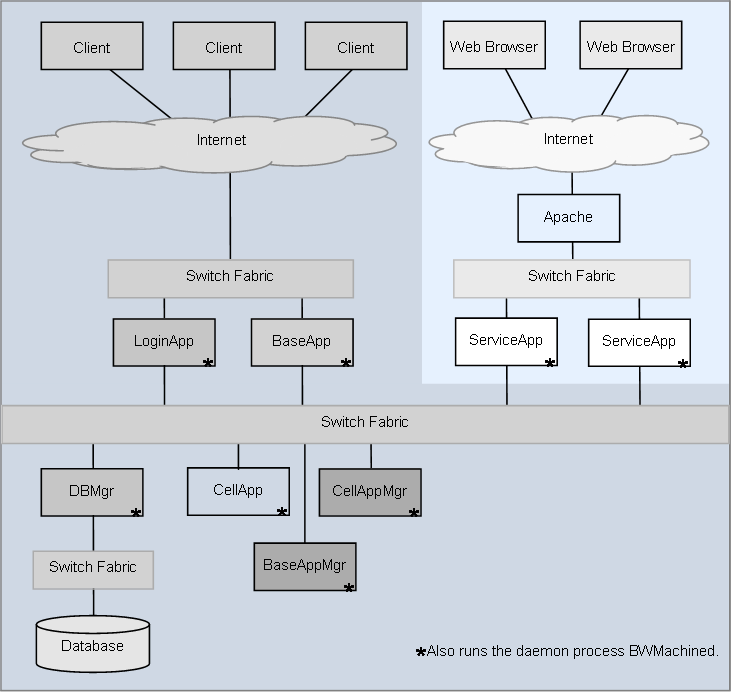 Client Client Client Web Browser Web Browser
Internet Internet
Apache
Switch Fabric Switch Fabric
LoginApp * BaseApp * ServiceApp * ServiceApp *
Switch Fabric
DBMgr * CellApp * CellAppMgr *
Switch Fabric BaseAppMgr *
Database
*Also runs the daemon process BWMachined.